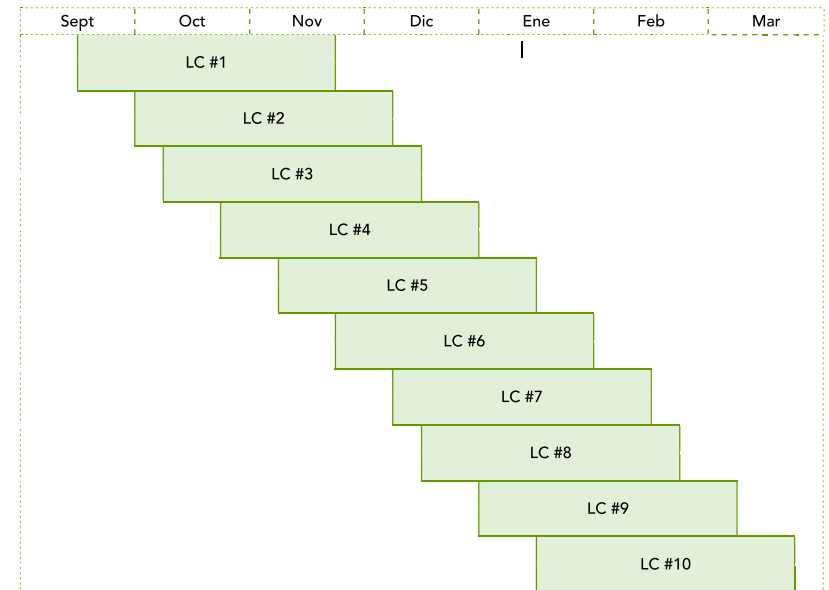 Sept Oct Nov Dic Ene Feb Mar
LC #1
LC #2
LC #3
LC #4
LC #5
LC #6
LC #7
LC #8
LC #9
LC #10